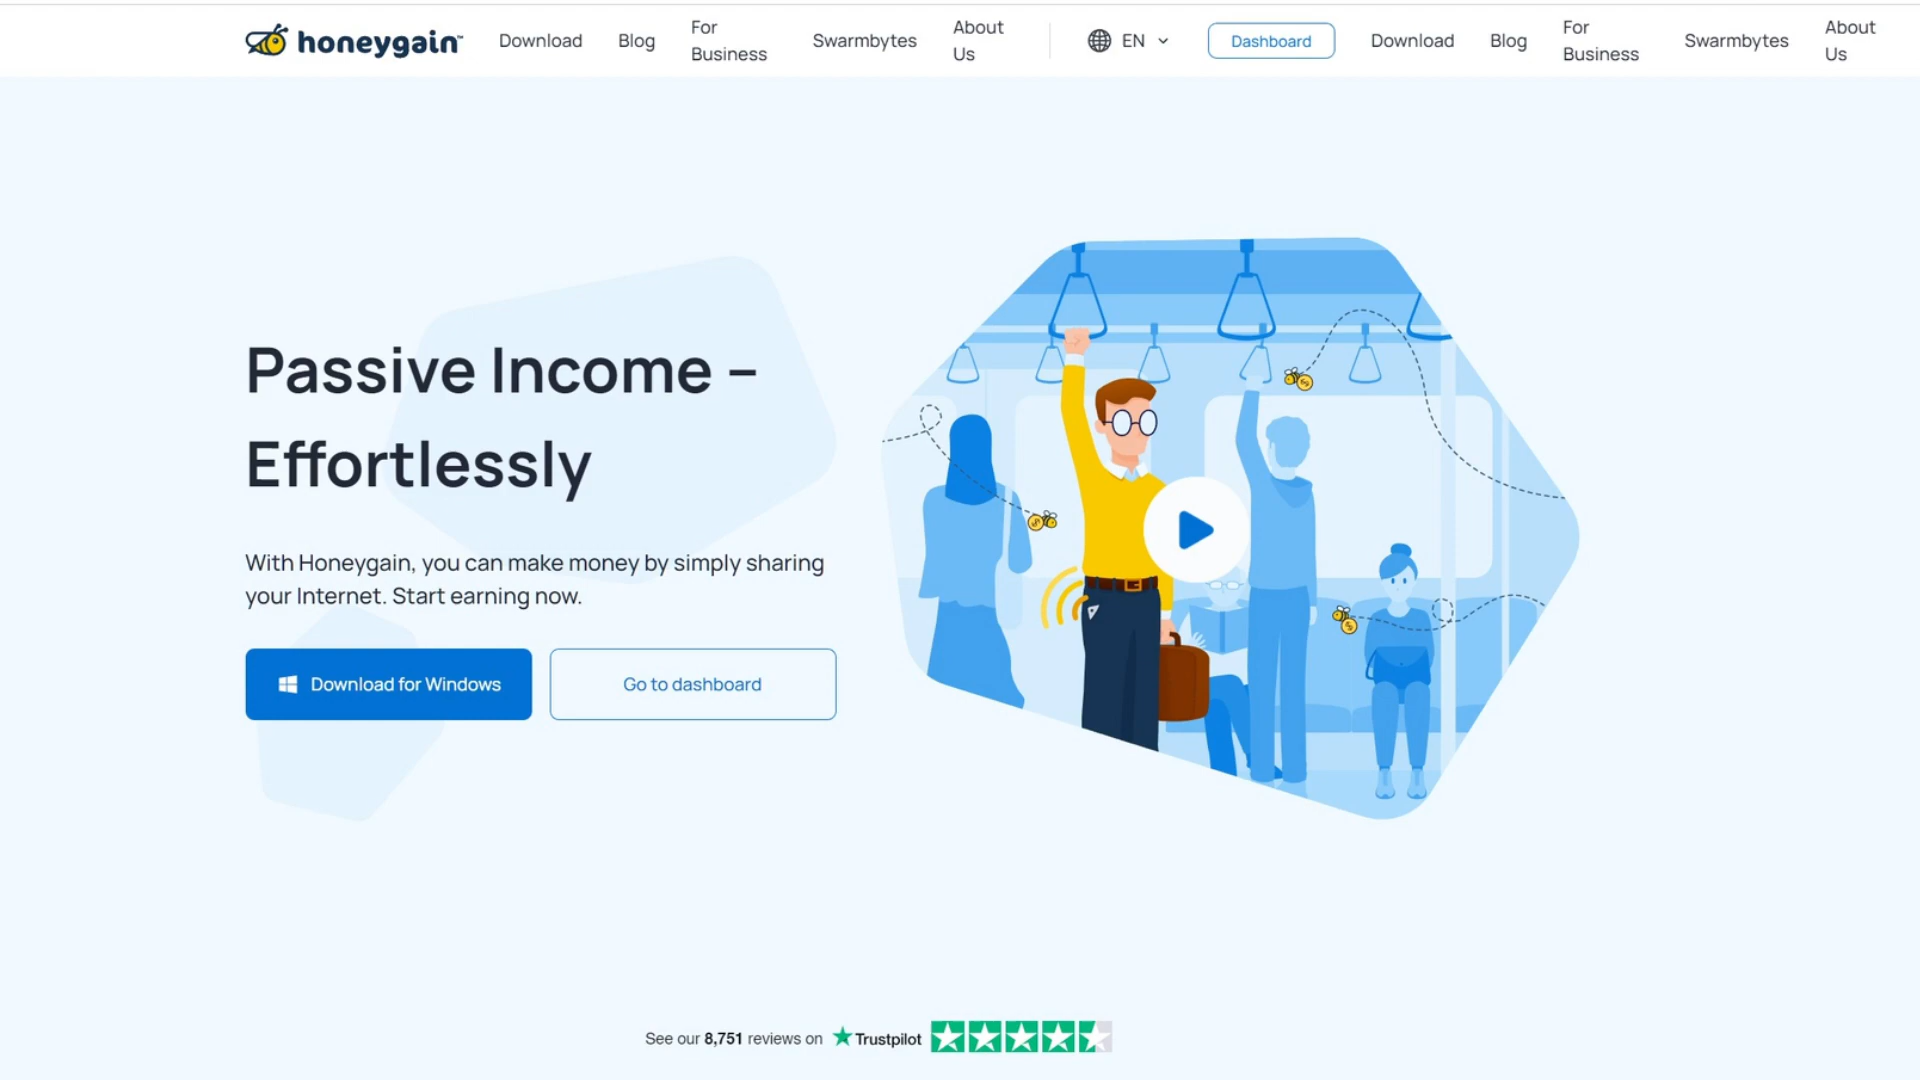 honeygain™
Download
Blog
For
Business
Swarmbytes
About
Us
EN
Dashboard
Download
Blog
For
Business
Swarmbytes
About
Us
Passive Income –
Effortlessly
With Honeygain, you can make money by simply sharing
your Internet. Start earning now.
Download for Windows
Go to dashboard
See our 8,751 reviews on Trustpilot